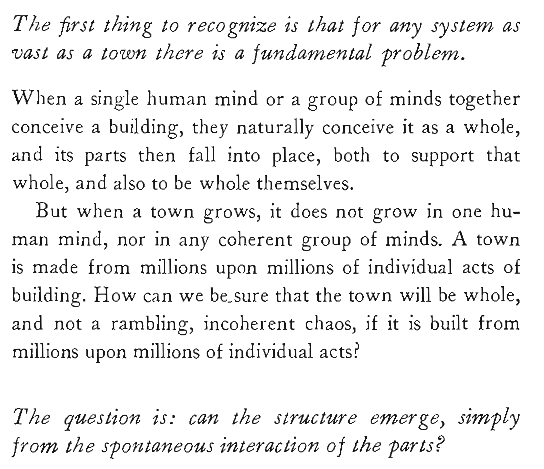 The first thing to recognize is that for any system as
vast as a town there is a fundamental problem.
When a single human mind or a group of minds together
conceive a building, they naturally conceive it as a whole,
and its parts then fall into place, both to support that
whole, and also to be whole themselves.
But when a town grows, it does not grow in one hu-
man mind, nor in any coherent group of minds. A town
is made from millions upon millions of individual acts of
building. How can we be sure that the town will be whole,
and not a rambling, incoherent chaos, if it is built from
millions upon millions of individual acts?
The question is: can the structure emerge, simply
from the spontaneous interaction of the parts?